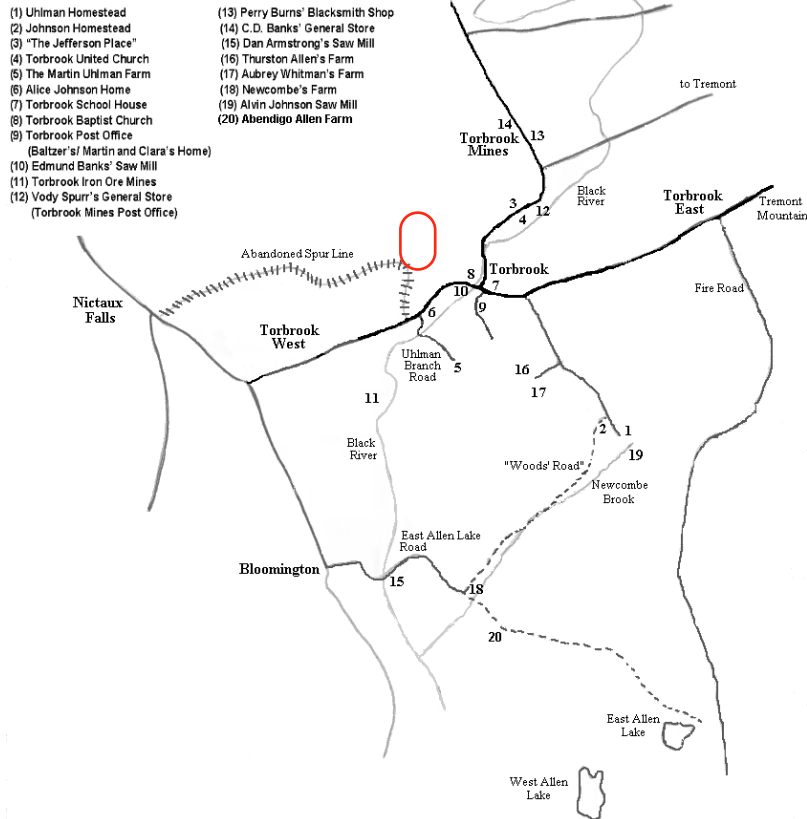 (1) Uhlman Homestead
(2) Johnson Homestead
(3) "The Jefferson Place"
(4) Torbrook United Church
(5) The Martin Uhlman Farm
(6) Alice Johnson Home
(7) Torbrook School House
(8) Torbrook Baptist Church
(9) Torbrook Post Office
(Baltzer's/ Martin and Clara's Home)
(10) Edmund Banks' Saw Mill
(11) Torbrook Iron Ore Mines
(12) Vody Spurr's General Store
(Torbrook Mines Post Office)
(13) Perry Burns' Blacksmith Shop
(14) C.D. Banks' General Store
(15) Dan Armstrong's Saw Mill
(16) Thurston Allen's Farm
(17) Aubrey Whitman's Farm
(18) Newcombe's Farm
(19) Alvin Johnson Saw Mill
(20) Abendigo Allen Farm
to Tremont
14
13
Torbrook
Mines
Black
River
3
4
12
Torbrook
East
Tremont
Mountain
Abandoned Spur Line
8
Torbrook
10
7
9
6
Fire Road
Nictaux
Falls
Torbrook
West
Uhlman
Branch
Road
5
16
17
11
Black
River
2
1
19
"Woods' Road"
Newcombe
Brook
East Allen Lake
Road
Bloomington
15
18
20
East Allen
Lake
West Allen
Lake